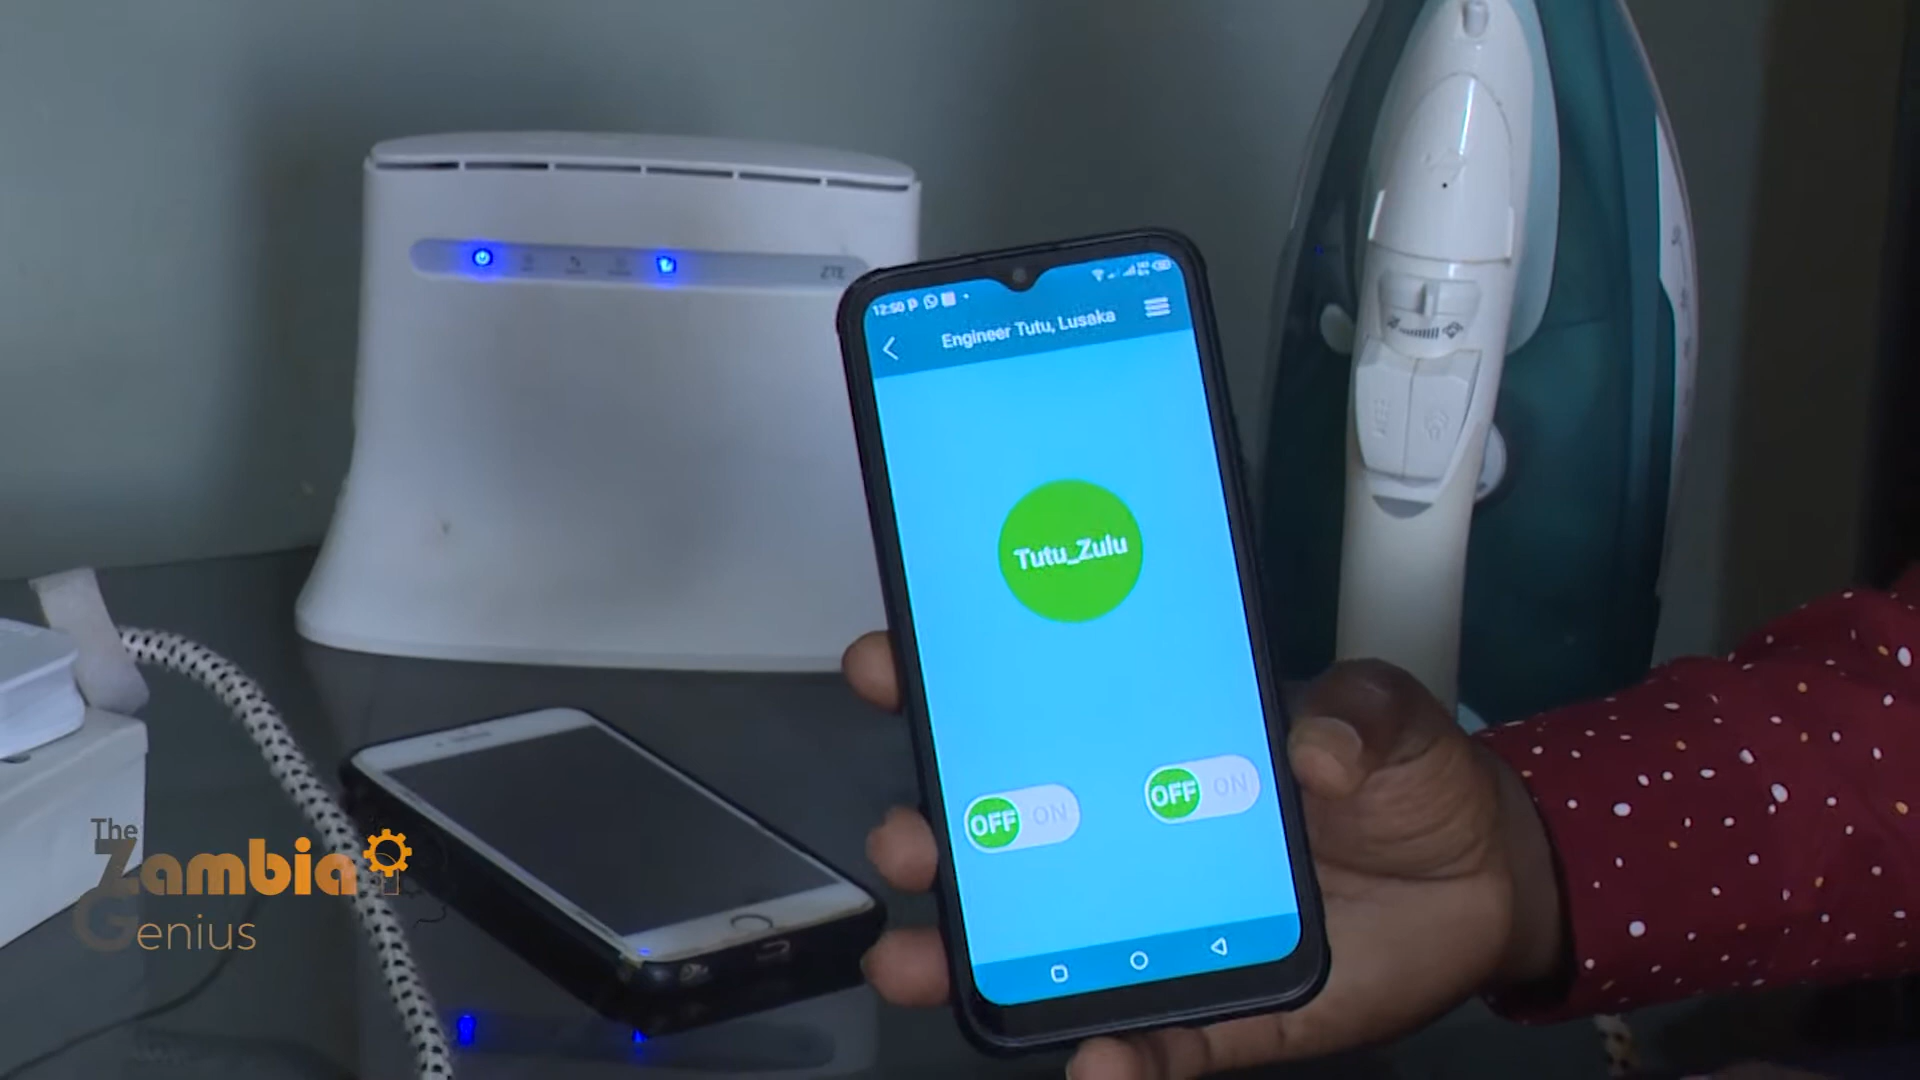 ZTE
12:50
Engineer Tutu, Lusaka
Tutu_Zulu
OFF ON
OFF ON
The
Zambia
Genius